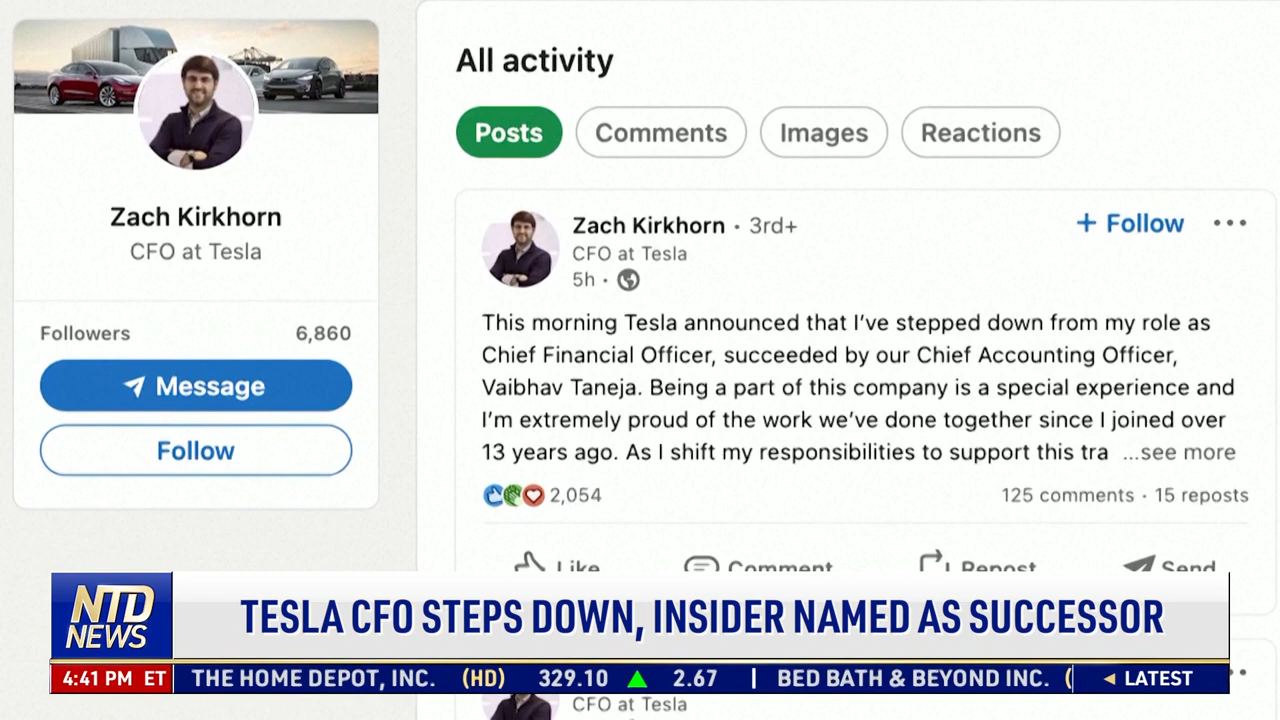 Zach Kirkhorn
CFO at Tesla
Followers 6,860
Message
Follow
All activity
Posts Comments Images Reactions
Zach Kirkhorn • 3rd+
+ Follow
CFO at Tesla
5h •
This morning Tesla announced that I’ve stepped down from my role as
Chief Financial Officer, succeeded by our Chief Accounting Officer,
Vaibhav Taneja. Being a part of this company is a special experience and
I’m extremely proud of the work we’ve done together since I joined over
13 years ago. As I shift my responsibilities to support this tra ...see more
2,054 125 comments · 15 reposts
Like Comment Repost Send
NTD
NEWS
TESLA CFO STEPS DOWN, INSIDER NAMED AS SUCCESSOR
4:41 PM ET THE HOME DEPOT, INC. (HD) 329.10 ▲ 2.67 | BED BATH & BEYOND INC. ( ◄ LATEST
CFO at Tesla